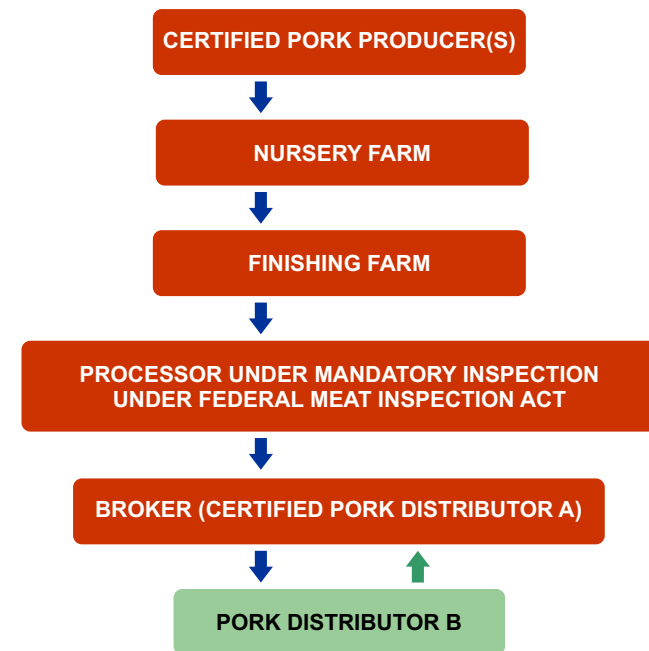 CERTIFIED PORK PRODUCER(S)
NURSERY FARM
FINISHING FARM
PROCESSOR UNDER MANDATORY INSPECTION
UNDER FEDERAL MEAT INSPECTION ACT
BROKER (CERTIFIED PORK DISTRIBUTOR A)
PORK DISTRIBUTOR B